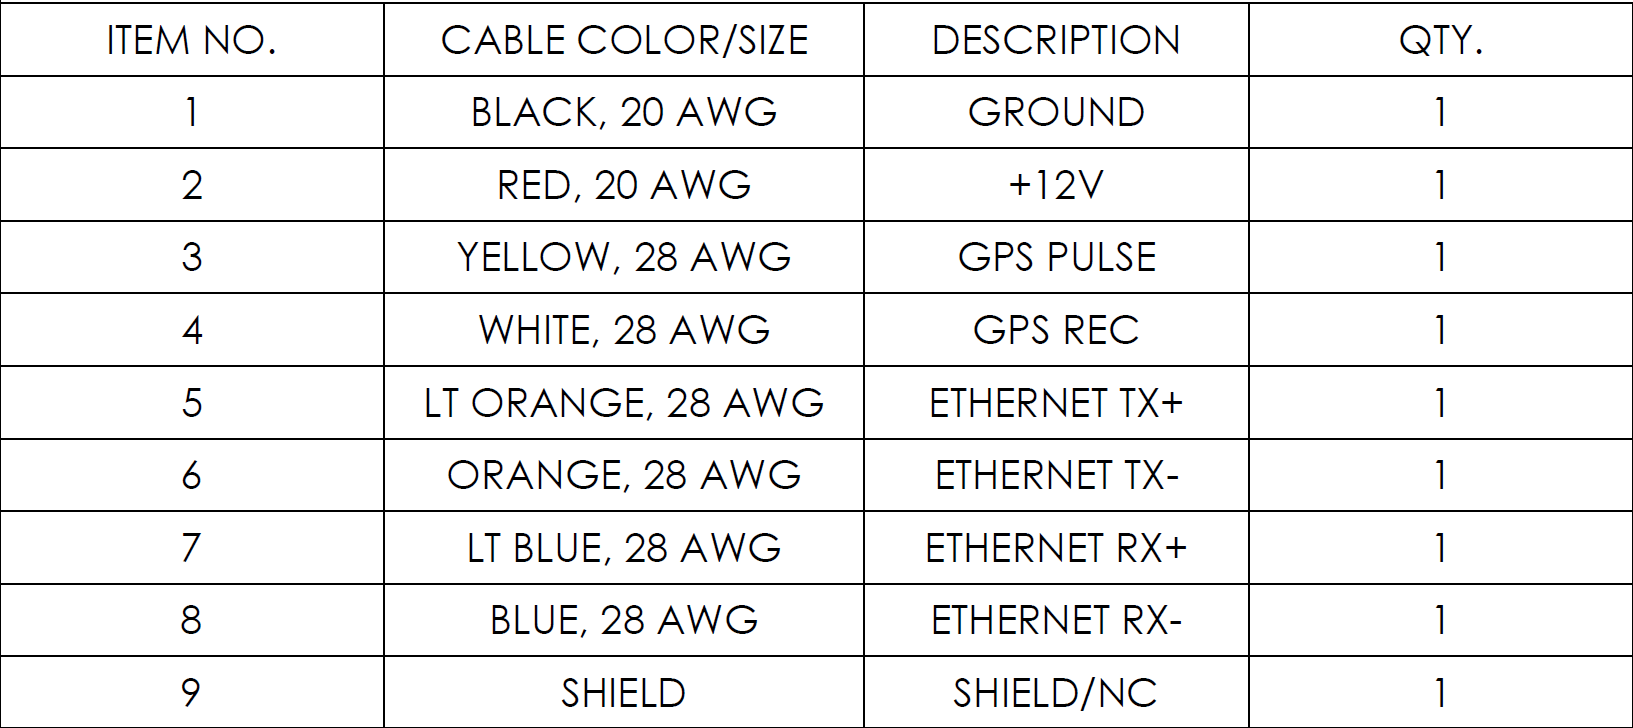 ITEM NO. CABLE COLOR/SIZE DESCRIPTION QTY.
1 BLACK, 20 AWG GROUND 1
2 RED, 20 AWG +12V 1
3 YELLOW, 28 AWG GPS PULSE 1
4 WHITE, 28 AWG GPS REC 1
5 LT ORANGE, 28 AWG ETHERNET TX+ 1
6 ORANGE, 28 AWG ETHERNET TX- 1
7 LT BLUE, 28 AWG ETHERNET RX+ 1
8 BLUE, 28 AWG ETHERNET RX- 1
9 SHIELD SHIELD/NC 1